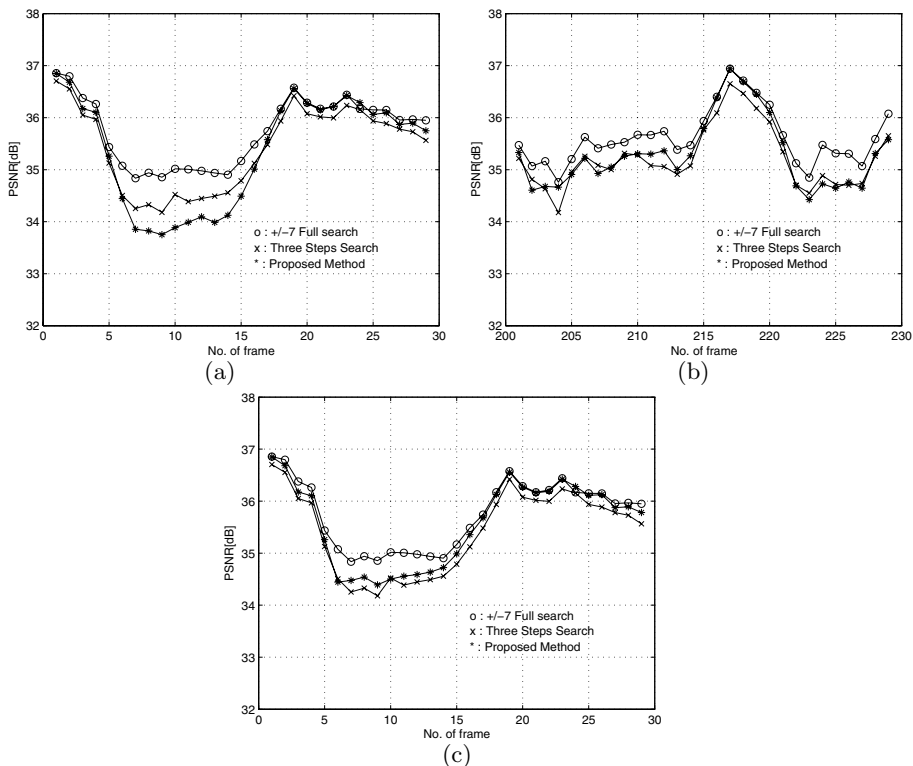 38
37
36
35
34
33
32
PSNR[dB]
o : +/−7 Full search
x : Three Steps Search
* : Proposed Method
0 5 10 15 20 25 30
No. of frame
(a)
38
37
36
35
34
33
32
PSNR[dB]
o : +/−7 Full search
x : Three Steps Search
* : Proposed Method
200 205 210 215 220 225 230
No. of frame
(b)
38
37
36
35
34
33
32
PSNR[dB]
o : +/−7 Full search
x : Three Steps Search
* : Proposed Method
0 5 10 15 20 25 30
No. of frame
(c)